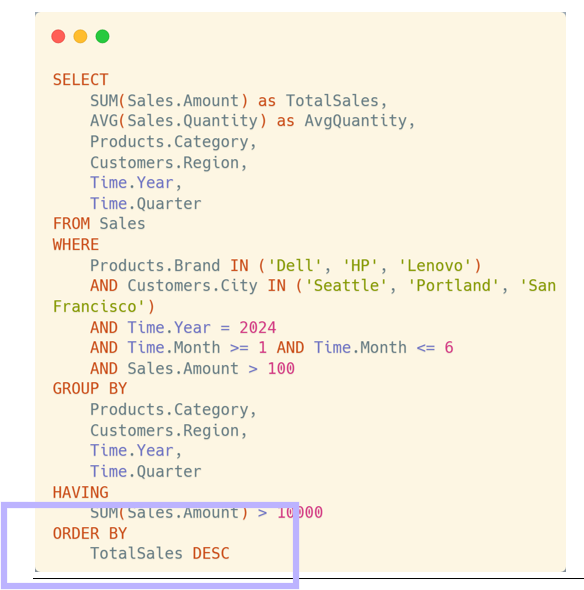 SELECT
SUM(Sales.Amount) as TotalSales,
AVG(Sales.Quantity) as AvgQuantity,
Products.Category,
Customers.Region,
Time.Year,
Time.Quarter
FROM Sales
WHERE
Products.Brand IN ('Dell', 'HP', 'Lenovo')
AND Customers.City IN ('Seattle', 'Portland', 'San
Francisco')
AND Time.Year = 2024
AND Time.Month >= 1 AND Time.Month <= 6
AND Sales.Amount > 100
GROUP BY
Products.Category,
Customers.Region,
Time.Year,
Time.Quarter
HAVING
SUM(Sales.Amount) > 10000
ORDER BY
TotalSales DESC